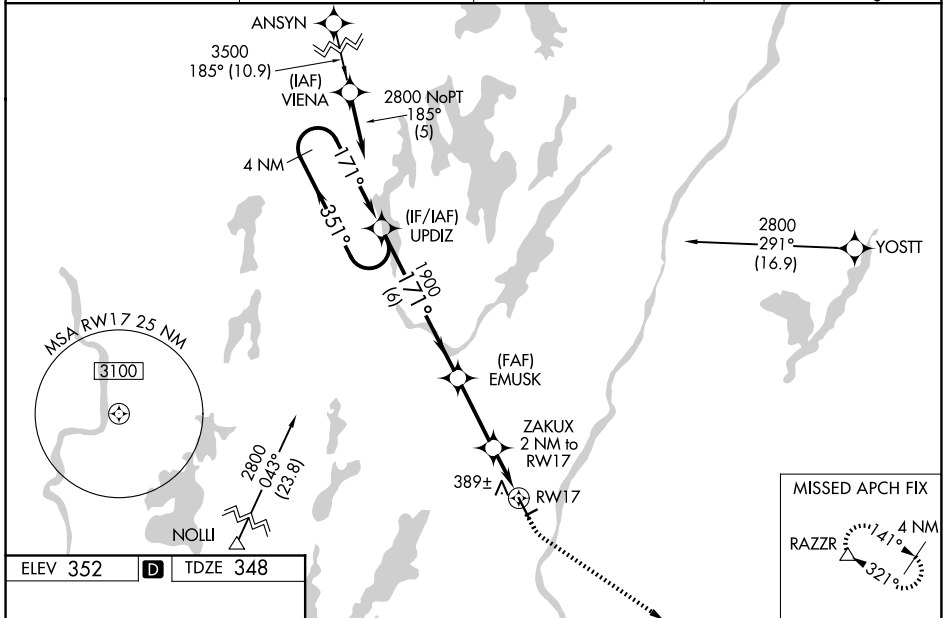 ANSYN
3500
185° (10.9)
(IAF)
VIENA
2800 NoPT
185°
(5)
4 NM
171°
351°
(IF/IAF)
UPDIZ
2800
291°
(16.9)
YOSTT
1900
171°
(6)
MSA RW17 25 NM
3100
(FAF)
EMUSK
ZAKUX
2 NM to
RW17
389±
RW17
2800
043°
(23.8)
NOLLI
MISSED APCH FIX
4 NM
RAZZR
141°
321°
ELEV 352 D TDZE 348